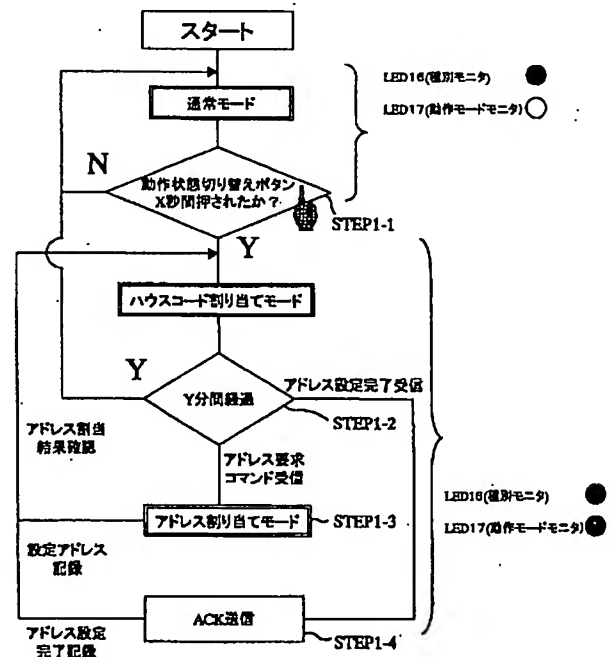 スタート
LED16(種別モニタ)
LED17(動作モードモニタ)
通常モード
N
動作状態切り替えボタン
X秒間押されたか?
STEP1-1
Y
ハウスコード割り当てモード
Y
Y分間経過
アドレス設定完了受信
STEP1-2
アドレス割当
結果確認
アドレス要求
コマンド受信
LED16(種別モニタ)
LED17(動作モードモニタ)
アドレス割り当てモード
STEP1-3
設定アドレス
記録
ACK送信
STEP1-4
アドレス設定
完了記録